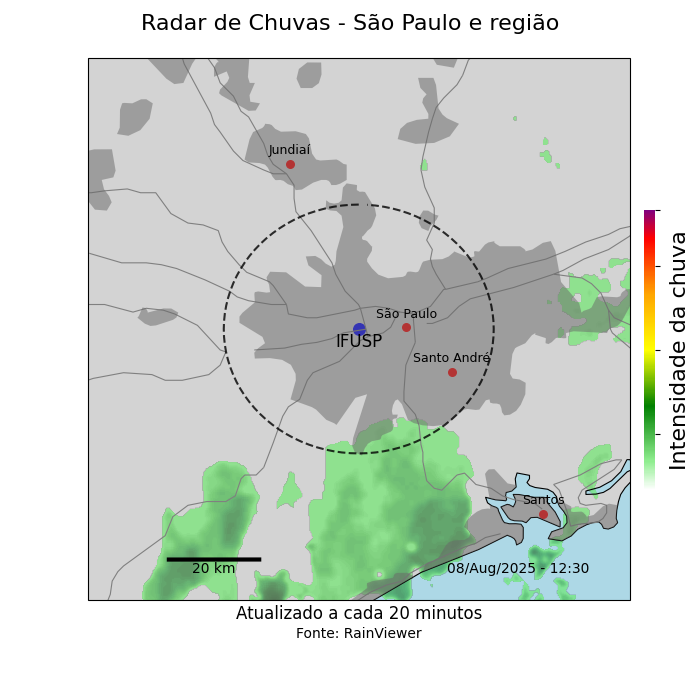 Radar de Chuvas - São Paulo e região
Jundiaí
São Paulo
IFUSP
Santo André
Santos
20 km
08/Aug/2025 - 12:30
Intensidade da chuva
Atualizado a cada 20 minutos
Fonte: RainViewer